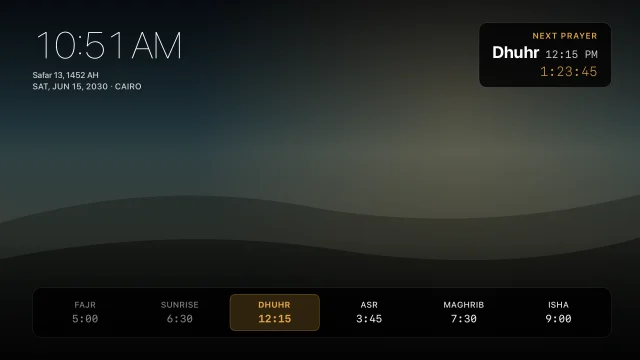 10:51 AM
Safar 13, 1452 AH
SAT, JUN 15, 2030 · CAIRO
NEXT PRAYER
Dhuhr 12:15 PM
1:23:45
FAJR
5:00
SUNRISE
6:30
DHUHR
12:15
ASR
3:45
MAGHRIB
7:30
ISHA
9:00